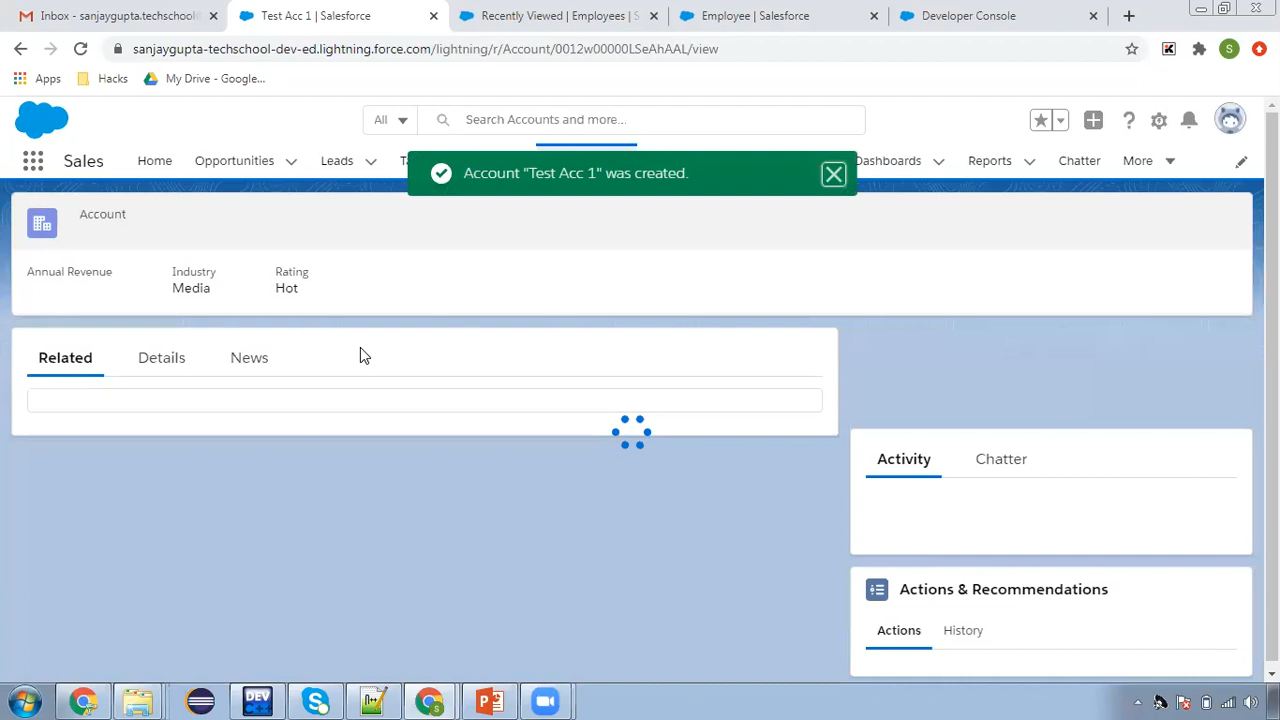 Inbox - sanjaygupta.techschool
Test Acc 1 | Salesforce
Recently Viewed | Employees | S
Employee | Salesforce
Developer Console
sanjaygupta-techschool-dev-ed.lightning.force.com/lightning/r/Account/0012w00000LSeAhAAL/view
S
Apps
Hacks
My Drive - Google...
All
Search Accounts and more...
Sales
Home
Opportunities
Leads
Dashboards
Reports
Chatter
More
Account "Test Acc 1" was created.
Account
Annual Revenue
Industry
Rating
Media
Hot
Related
Details
News
Activity
Chatter
Actions & Recommendations
Actions
History
DEV
C++